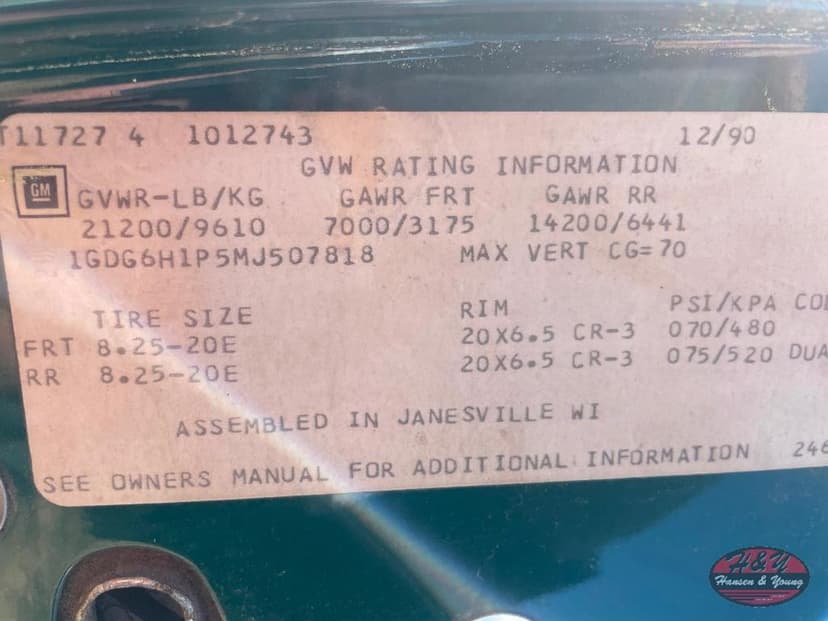 T11727 4 1012743 12/90
GVW RATING INFORMATION
GM
GVWR-LB/KG GAWR FRT GAWR RR
21200/9610 7000/3175 14200/6441
1GDG6H1P5MJ507818 MAX VERT CG=70
TIRE SIZE RIM PSI/KPA COL
FRT 8.25-20E 20X6.5 CR-3 070/480
RR 8.25-20E 20X6.5 CR-3 075/520 DUA
ASSEMBLED IN JANESVILLE WI
SEE OWNERS MANUAL FOR ADDITIONAL INFORMATION 246
H&Y
Hansen & Young